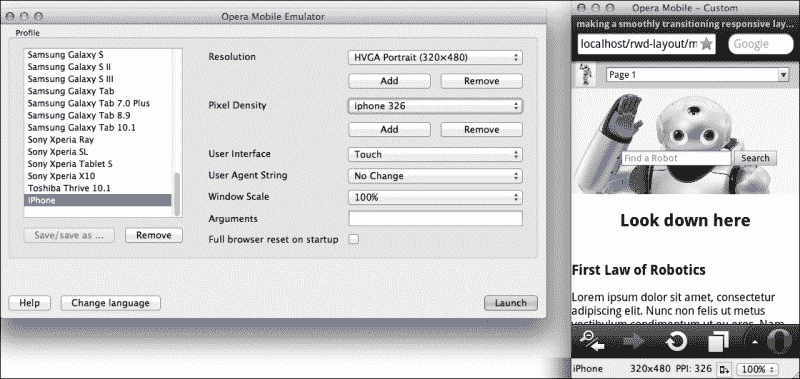 Opera Mobile Emulator
Profile
Samsung Galaxy S
Samsung Galaxy S II
Samsung Galaxy S III
Samsung Galaxy Tab
Samsung Galaxy Tab 7.0 Plus
Samsung Galaxy Tab 8.9
Samsung Galaxy Tab 10.1
Sony Xperia Ray
Sony Xperia SL
Sony Xperia Tablet S
Sony Xperia X10
Toshiba Thrive 10.1
iPhone
Save/save as ...
Remove
Resolution
HVGA Portrait (320×480)
Add
Remove
Pixel Density
iphone 326
Add
Remove
User Interface
Touch
User Agent String
No Change
Window Scale
100%
Arguments
Full browser reset on startup
Help
Change language
Launch
Opera Mobile – Custom
making a smoothly transitioning responsive lay...
localhost/rwd-layout/m
Google
Page 1
Find a Robot
Search
Look down here
First Law of Robotics
Lorem ipsum dolor sit amet, consectetur
adipiscing elit. Nunc non felis ut metus
vestibulum condimentum ut eu eros. Nam
iPhone
320x480 PPI: 326
100%